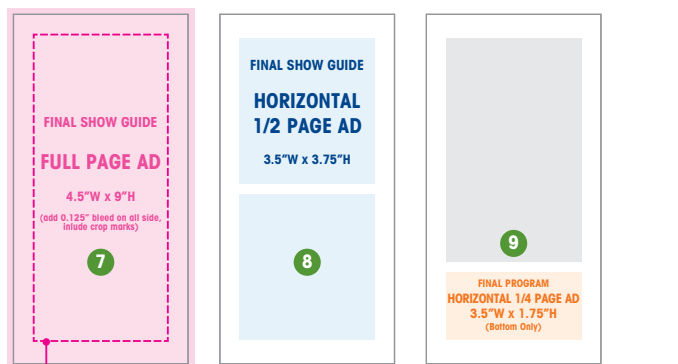 FINAL SHOW GUIDE
FULL PAGE AD
4.5"W x 9"H
(add 0.125" bleed on all side,
inlude crop marks)
7
FINAL SHOW GUIDE
HORIZONTAL
1/2 PAGE AD
3.5"W x 3.75"H
8
9
FINAL PROGRAM
HORIZONTAL 1/4 PAGE AD
3.5"W x 1.75"H
(Bottom Only)